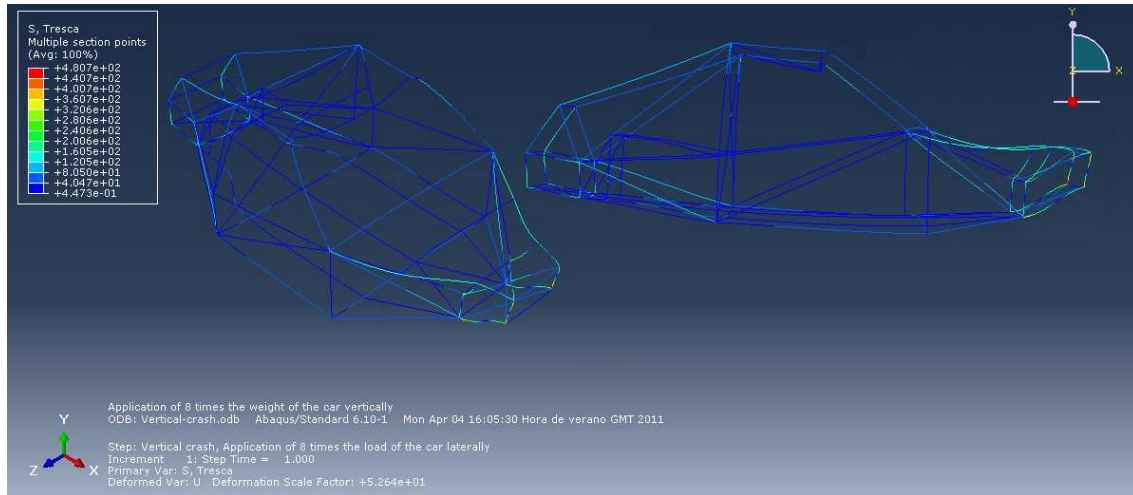 S, Tresca
Multiple section points
(Avg: 100%)
+4.807e+02
+4.407e+02
+4.007e+02
+3.607e+02
+3.206e+02
+2.806e+02
+2.406e+02
+2.006e+02
+1.605e+02
+1.205e+02
+8.050e+01
+4.047e+01
+4.473e-01
Y
Z
X
Application of 8 times the weight of the car vertically
ODB: Vertical-crash.odb Abaqus/Standard 6.10-1 Mon Apr 04 16:05:30 Hora de verano GMT 2011
Y
Z
X
Step: Vertical crash, Application of 8 times the load of the car laterally
Increment 1: Step Time = 1.000
Primary Var: S, Tresca
Deformed Var: U Deformation Scale Factor: +5.264e+01